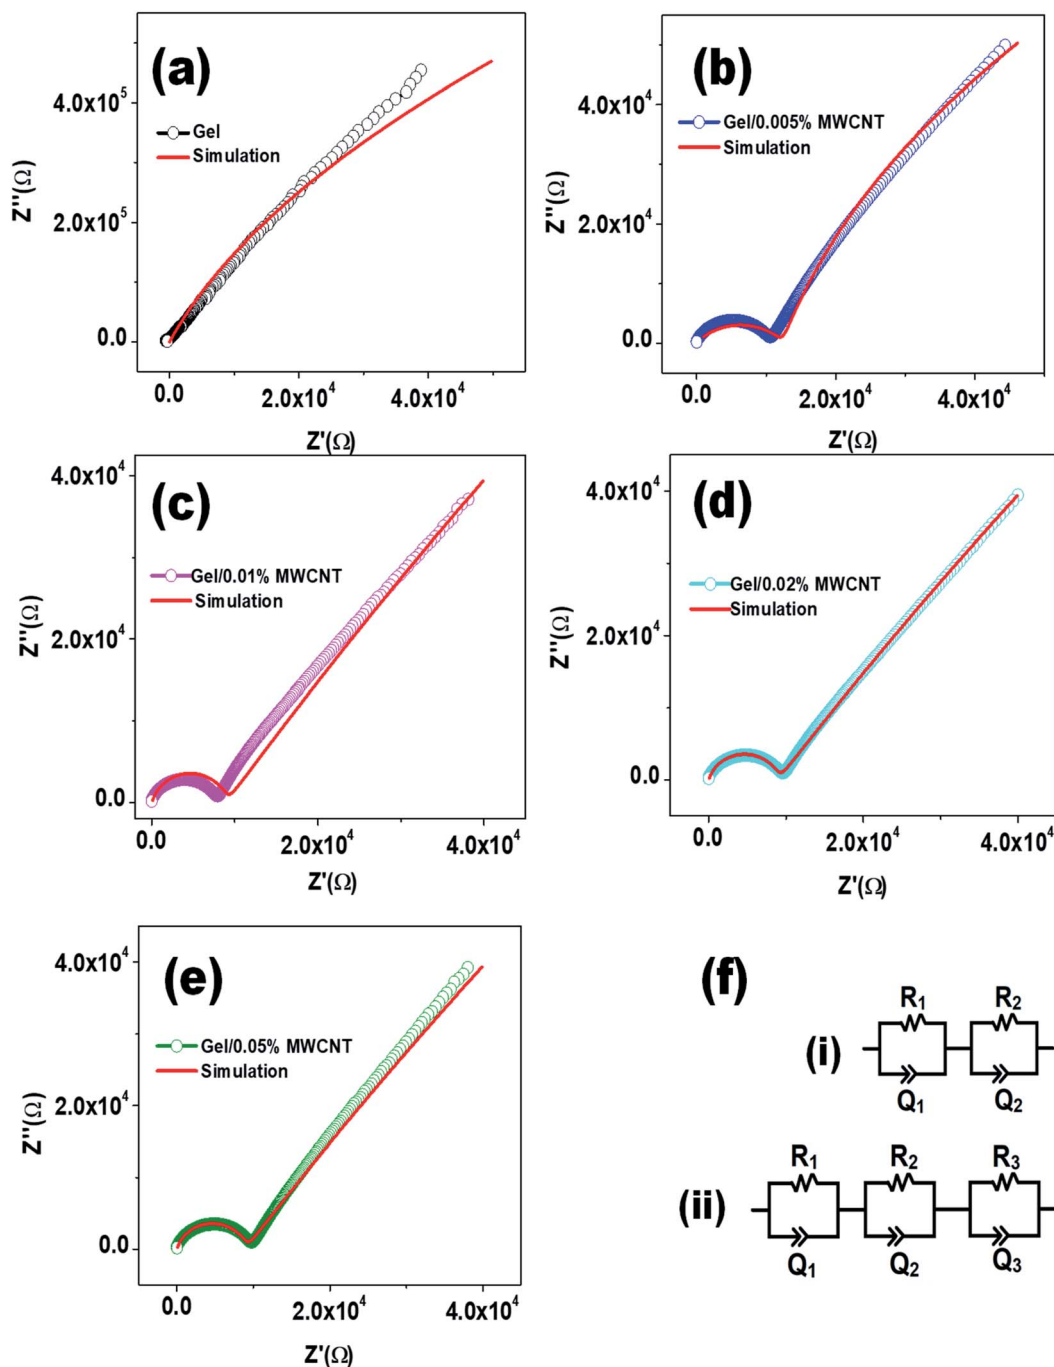 (a)
Gel
Simulation
Z''(Ω)
4.0x10⁵
2.0x10⁵
0.0
0.0
2.0x10⁴
4.0x10⁴
Z'(Ω)
(b)
Gel/0.005% MWCNT
Simulation
Z''(Ω)
4.0x10⁴
2.0x10⁴
0.0
0.0
2.0x10⁴
4.0x10⁴
Z'(Ω)
(c)
Gel/0.01% MWCNT
Simulation
Z''(Ω)
4.0x10⁴
2.0x10⁴
0.0
0.0
2.0x10⁴
4.0x10⁴
Z'(Ω)
(d)
Gel/0.02% MWCNT
Simulation
Z''(Ω)
4.0x10⁴
2.0x10⁴
0.0
0.0
2.0x10⁴
4.0x10⁴
Z'(Ω)
(e)
Gel/0.05% MWCNT
Simulation
Z''(Ω)
4.0x10⁴
2.0x10⁴
0.0
0.0
2.0x10⁴
4.0x10⁴
Z'(Ω)
(f)
(i)
R₁ R₂
Q₁ Q₂
(ii)
R₁ R₂ R₃
Q₁ Q₂ Q₃